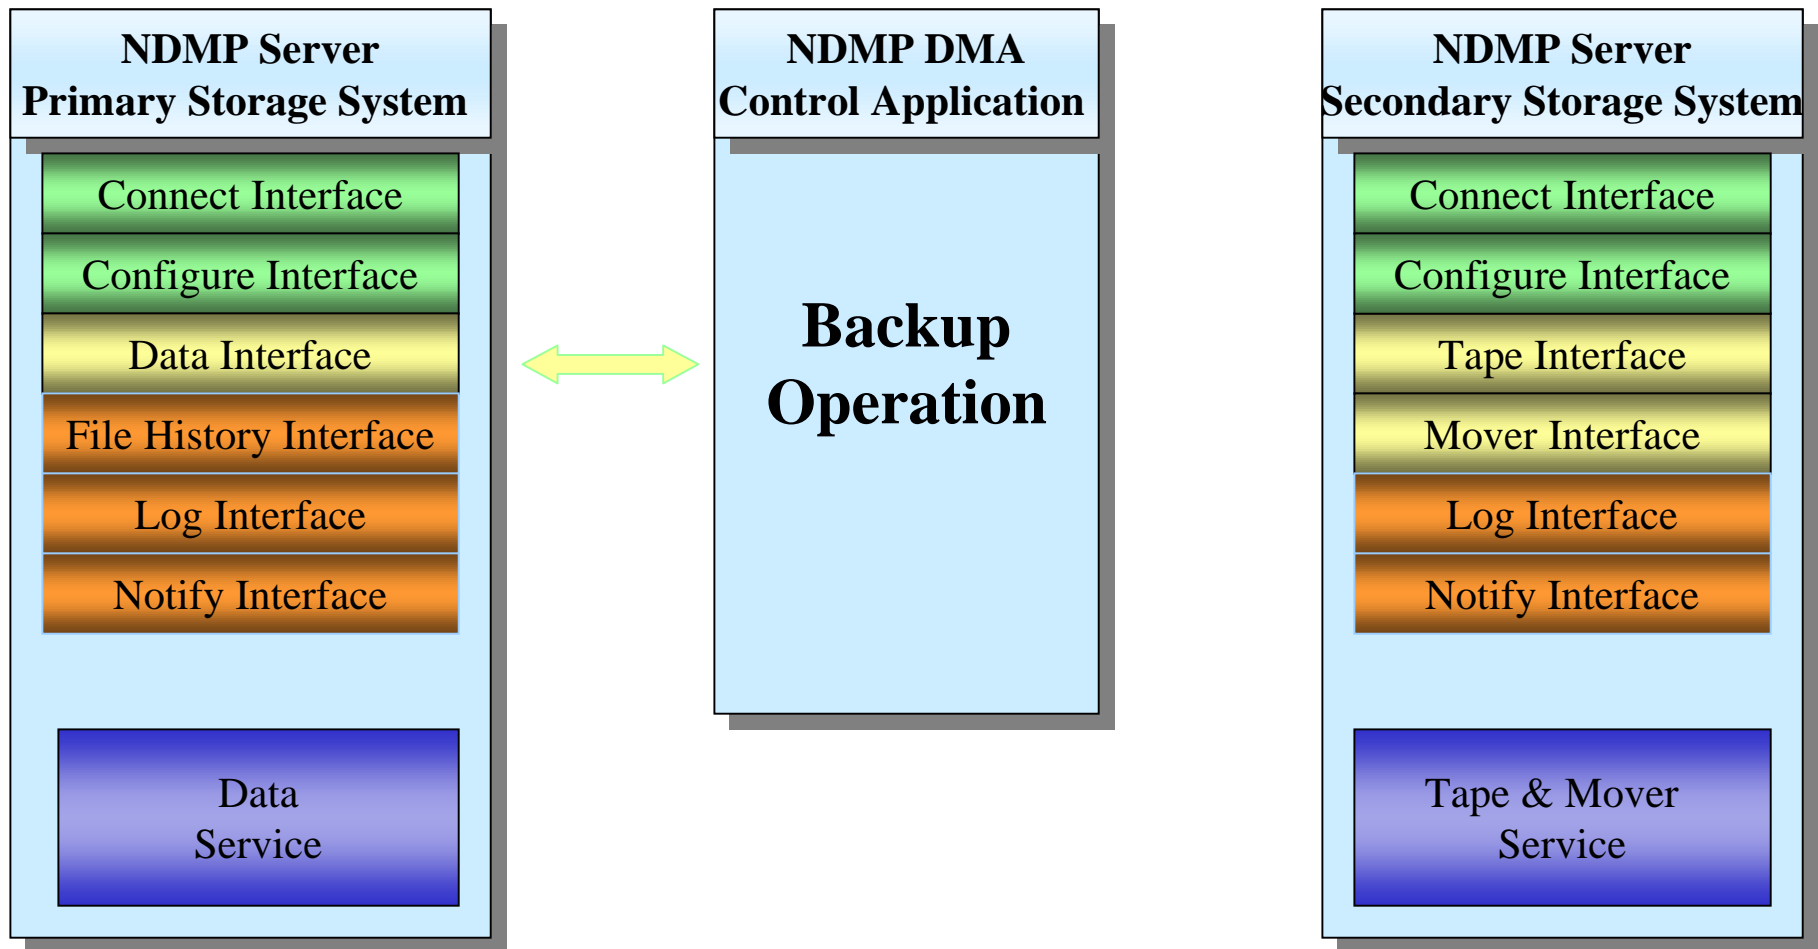 NDMP Server
Primary Storage System
Connect Interface
Configure Interface
Data Interface
File History Interface
Log Interface
Notify Interface
Data
Service
NDMP DMA
Control Application
Backup
Operation
NDMP Server
Secondary Storage System
Connect Interface
Configure Interface
Tape Interface
Mover Interface
Log Interface
Notify Interface
Tape & Mover
Service